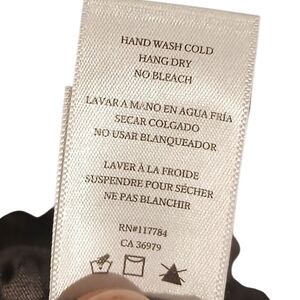 HAND WASH COLD
HANG DRY
NO BLEACH
LAVAR A MANO EN AGUA FRÍA
SECAR COLGADO
NO USAR BLANQUEADOR
LAVER À LA FROIDE
SUSPENDRE POUR SÉCHER
NE PAS BLANCHIR
RN#117784
CA 36979